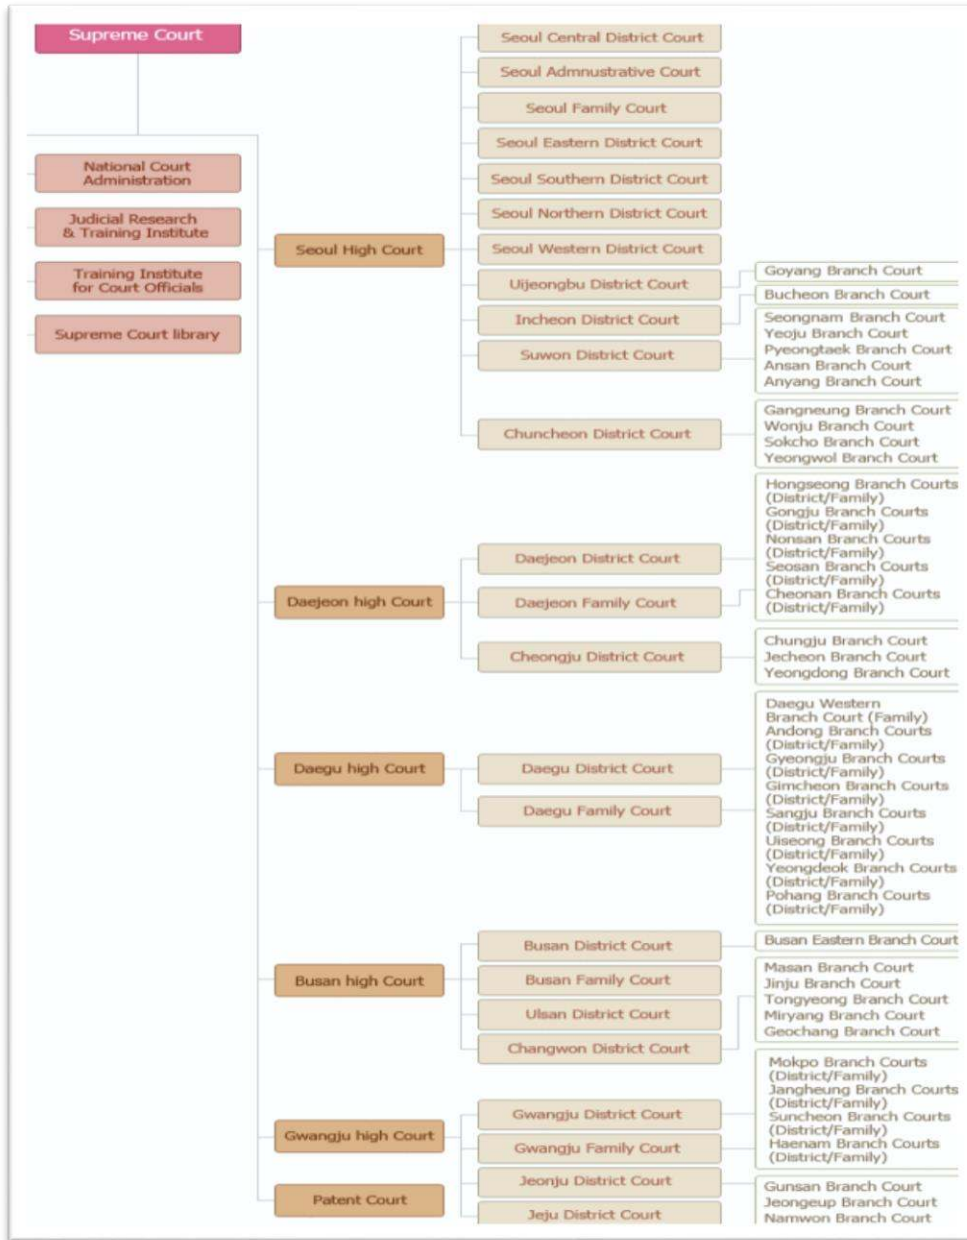 Supreme Court
National Court
Administration
Judicial Research
& Training Institute
Training Institute
for Court Officials
Supreme Court library
Seoul High Court
Seoul Central District Court
Seoul Admnustrative Court
Seoul Family Court
Seoul Eastern District Court
Seoul Southern District Court
Seoul Northern District Court
Seoul Western District Court
Uijeongbu District Court
Goyang Branch Court
Incheon District Court
Bucheon Branch Court
Suwon District Court
Seongnam Branch Court
Yeoju Branch Court
Pyeongtaek Branch Court
Ansan Branch Court
Anyang Branch Court
Chuncheon District Court
Gangneung Branch Court
Wonju Branch Court
Sokcho Branch Court
Yeongwol Branch Court
Daejeon high Court
Daejeon District Court
Daejeon Family Court
Hongseong Branch Courts
(District/Family)
Gongju Branch Courts
(District/Family)
Nonsan Branch Courts
(District/Family)
Seosan Branch Courts
(District/Family)
Cheonan Branch Courts
(District/Family)
Cheongju District Court
Chungju Branch Court
Jecheon Branch Court
Yeongdong Branch Court
Daegu high Court
Daegu District Court
Daegu Family Court
Daegu Western
Branch Court (Family)
Andong Branch Courts
(District/Family)
Gyeongju Branch Courts
(District/Family)
Gimcheon Branch Courts
(District/Family)
Sangju Branch Courts
(District/Family)
Uiseong Branch Courts
(District/Family)
Yeongdeok Branch Courts
(District/Family)
Pohang Branch Courts
(District/Family)
Busan high Court
Busan District Court
Busan Eastern Branch Court
Busan Family Court
Ulsan District Court
Changwon District Court
Masan Branch Court
Jinju Branch Court
Tongyeong Branch Court
Miryang Branch Court
Geochang Branch Court
Gwangju high Court
Gwangju District Court
Gwangju Family Court
Mokpo Branch Courts
(District/Family)
Jangheung Branch Courts
(District/Family)
Suncheon Branch Courts
(District/Family)
Haenam Branch Courts
(District/Family)
Jeonju District Court
Gunsan Branch Court
Jeongeup Branch Court
Namwon Branch Court
Jeju District Court
Patent Court